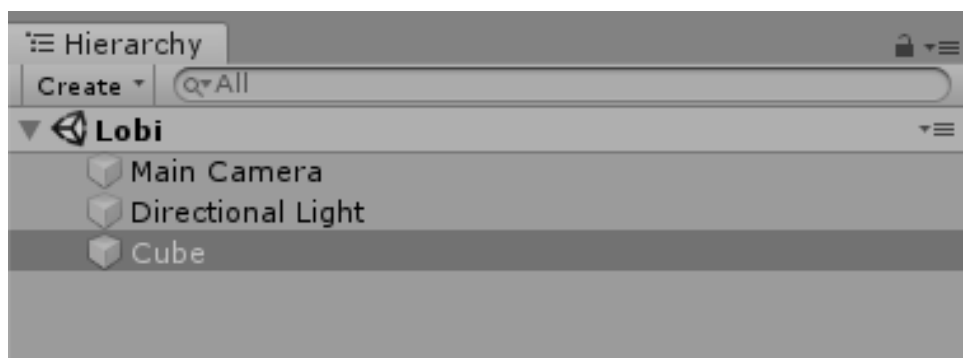 Hierarchy
Create All
Lobi
Main Camera
Directional Light
Cube